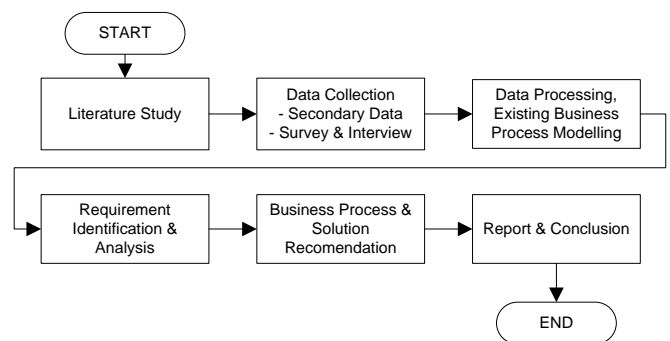 START
Literature Study
Data Collection
- Secondary Data
- Survey & Interview
Data Processing,
Existing Business
Process Modelling
Requirement
Identification &
Analysis
Business Process &
Solution
Recomendation
Report & Conclusion
END